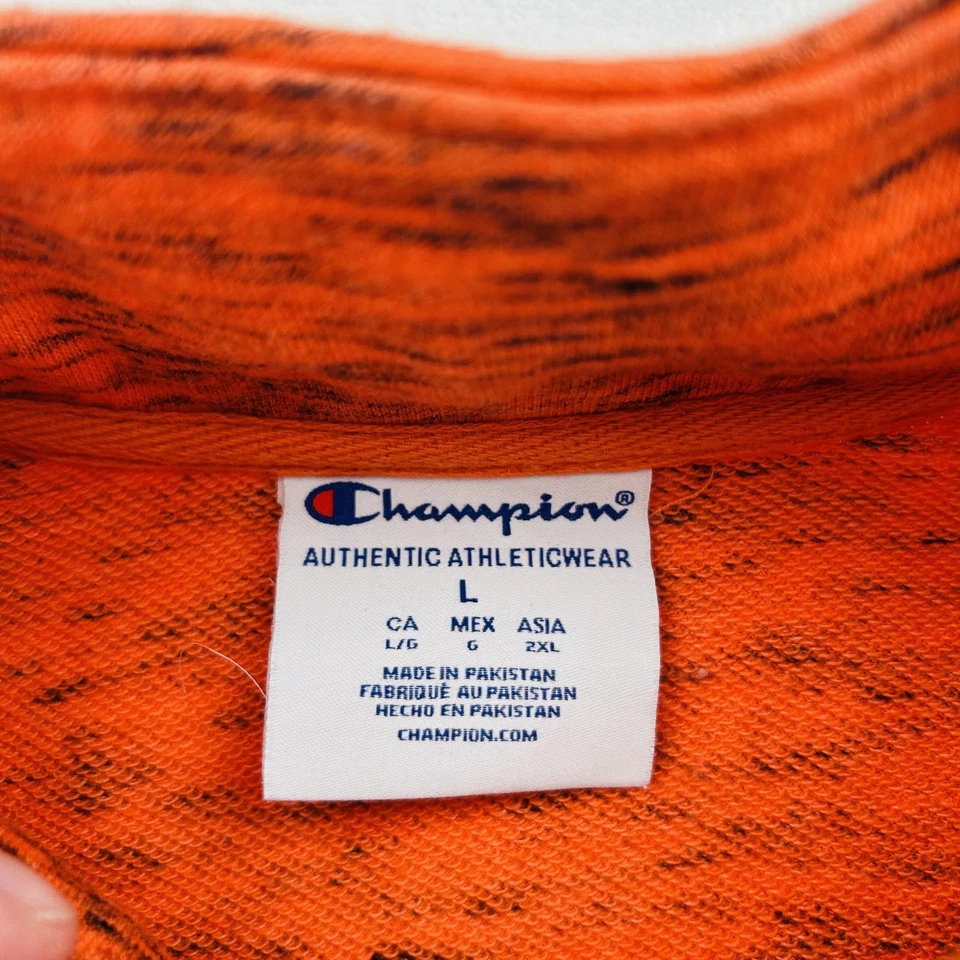 Champion®
AUTHENTIC ATHLETICWEAR
L
CA MEX ASIA
L/G G 2XL
MADE IN PAKISTAN
FABRIQUÉ AU PAKISTAN
HECHO EN PAKISTAN
CHAMPION.COM